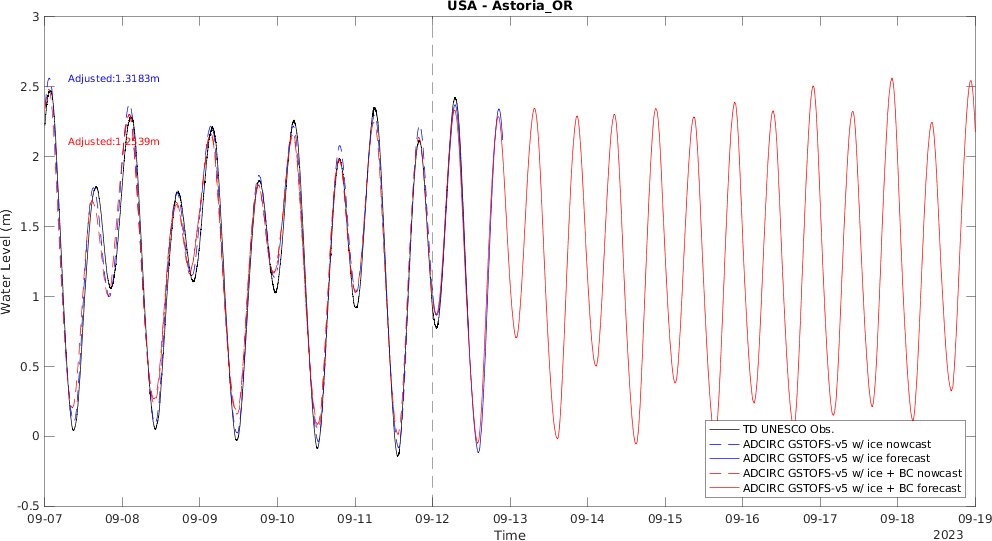 USA - Astoria_OR
3
2.5
2
1.5
1
0.5
0
-0.5
Water Level (m)
Adjusted:1.3183m
Adjusted:1.2539m
TD UNESCO Obs.
ADCIRC GSTOFS-v5 w/ ice nowcast
ADCIRC GSTOFS-v5 w/ ice forecast
ADCIRC GSTOFS-v5 w/ ice + BC nowcast
ADCIRC GSTOFS-v5 w/ ice + BC forecast
09-07 09-08 09-09 09-10 09-11 09-12 09-13 09-14 09-15 09-16 09-17 09-18 09-19
Time
2023